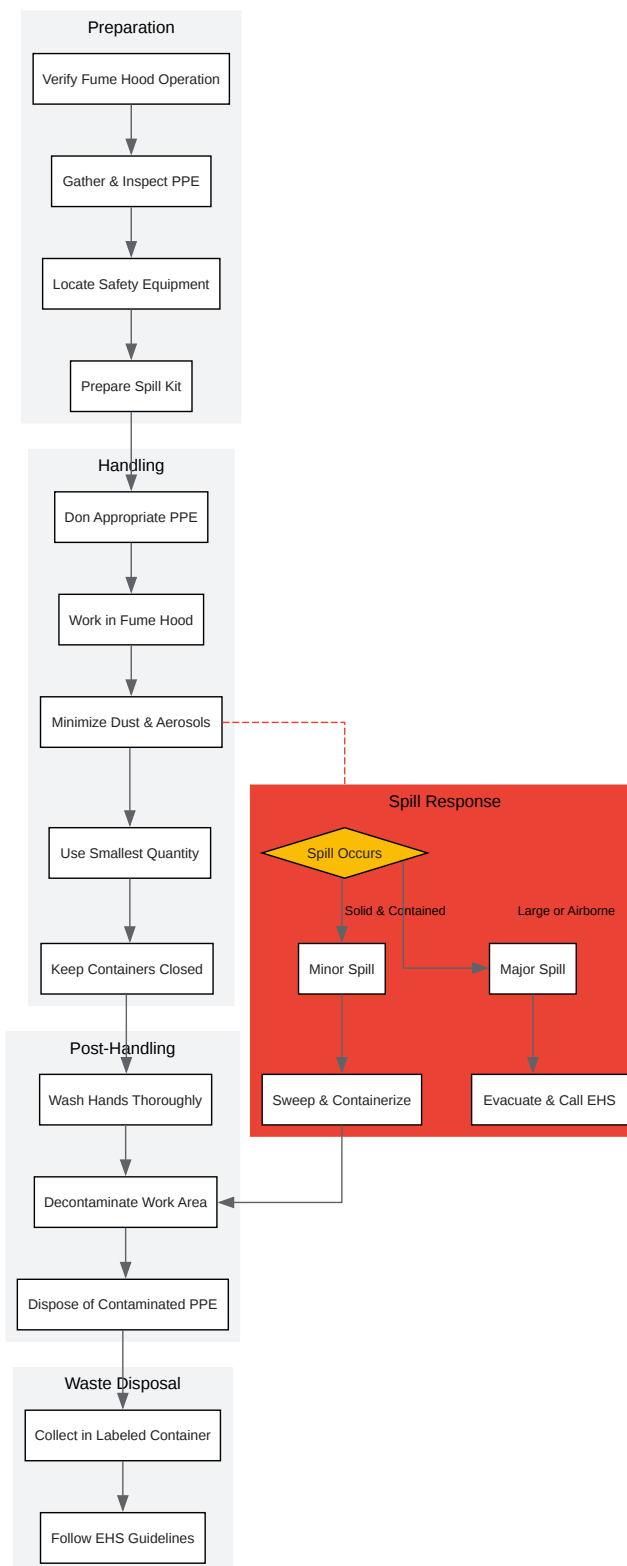 Preparation
Verify Fume Hood Operation
Gather & Inspect PPE
Locate Safety Equipment
Prepare Spill Kit
Handling
Don Appropriate PPE
Work in Fume Hood
Minimize Dust & Aerosols
Use Smallest Quantity
Keep Containers Closed
Spill Response
Spill Occurs
Solid & Contained
Large or Airborne
Minor Spill
Major Spill
Sweep & Containerize
Evacuate & Call EHS
Post-Handling
Wash Hands Thoroughly
Decontaminate Work Area
Dispose of Contaminated PPE
Waste Disposal
Collect in Labeled Container
Follow EHS Guidelines